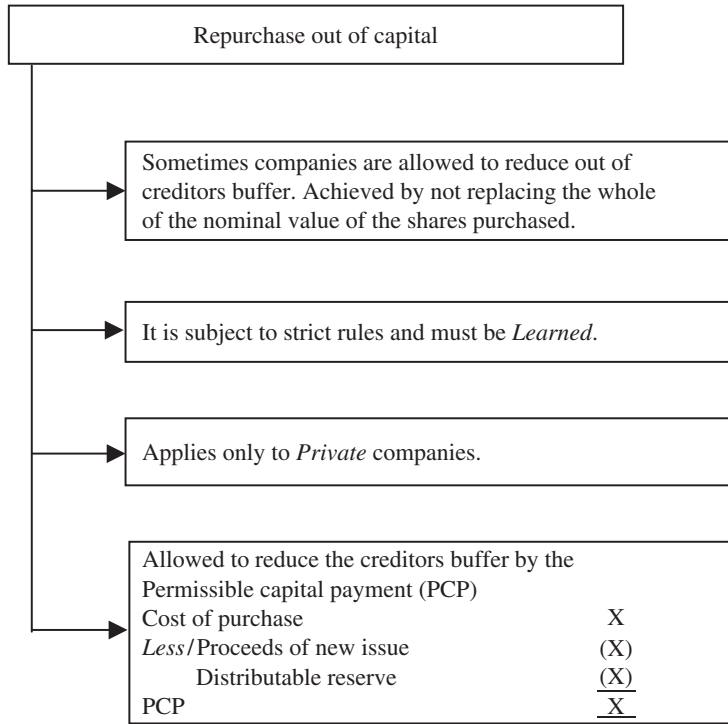 Repurchase out of capital
Sometimes companies are allowed to reduce out of
creditors buffer. Achieved by not replacing the whole
of the nominal value of the shares purchased.
It is subject to strict rules and must be Learned.
Applies only to Private companies.
Allowed to reduce the creditors buffer by the
Permissible capital payment (PCP)
Cost of purchase X
Less/Proceeds of new issue (X)
Distributable reserve (X)
PCP X